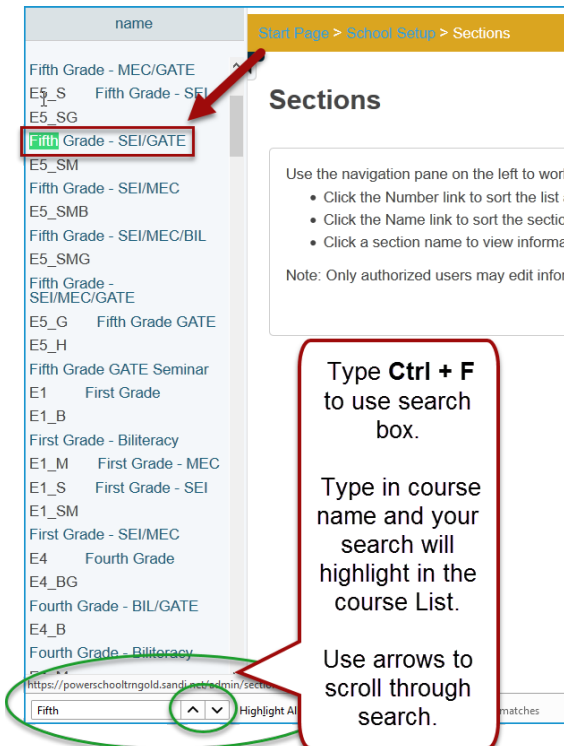 name
Start Page > School Setup > Sections
Fifth Grade - MEC/GATE
E5_S Fifth Grade - SEI
E5_SG
Fifth Grade - SEI/GATE
E5_SM
Fifth Grade - SEI/MEC
E5_SMB
Fifth Grade - SEI/MEC/BIL
E5_SMG
Fifth Grade -
SEI/MEC/GATE
E5_G Fifth Grade GATE
E5_H
Fifth Grade GATE Seminar
E1 First Grade
E1_B
First Grade - Biliteracy
E1_M First Grade - MEC
E1_S First Grade - SEI
E1_SM
First Grade - SEI/MEC
E4 Fourth Grade
E4_BG
Fourth Grade - BIL/GATE
E4_B
Fourth Grade - Biliteracy
https://powerschooltrngold.sandi.net/admin/secti
Fifth
Highlight Al
matches
Sections
Use the navigation pane on the left to wor
• Click the Number link to sort the list
• Click the Name link to sort the sectio
• Click a section name to view informa
Note: Only authorized users may edit infor
Type Ctrl + F
to use search
box.
Type in course
name and your
search will
highlight in the
course List.
Use arrows to
scroll through
search.